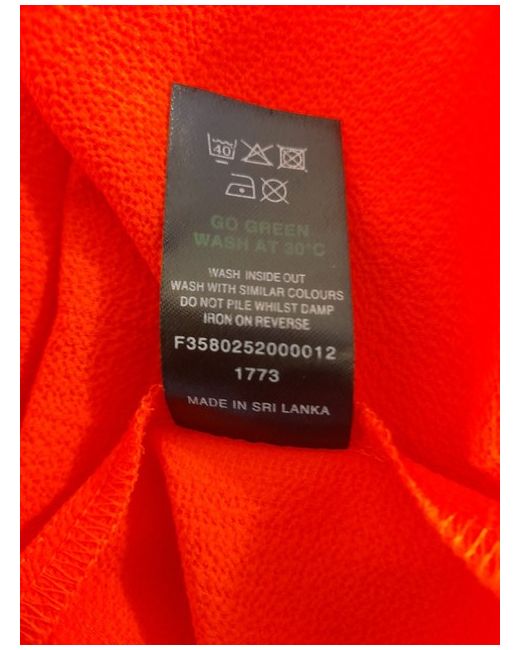 40
GO GREEN
WASH AT 30°C
WASH INSIDE OUT
WASH WITH SIMILAR COLOURS
DO NOT PILE WHILST DAMP
IRON ON REVERSE
F3580252000012
1773
MADE IN SRI LANKA